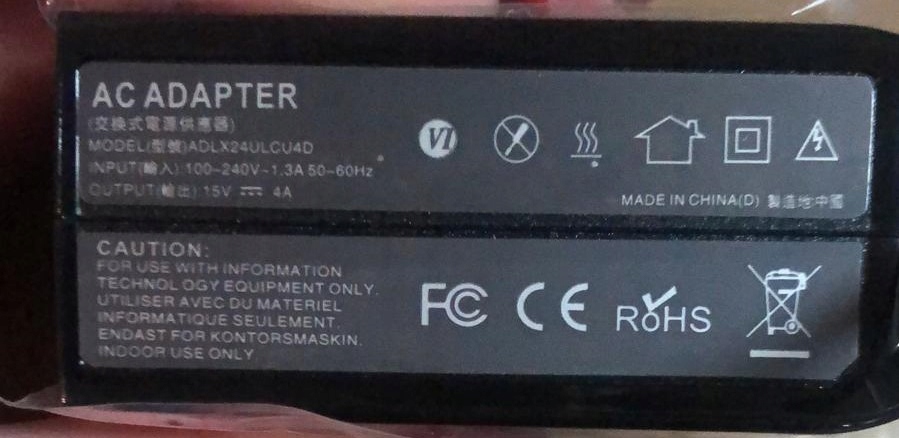 AC ADAPTER
(交換式電源供應器)
MODEL(型號)ADLX24ULCU4D
INPUT(輸入):100-240V~1.3A 50-60Hz
OUTPUT(輸出):15V ⎓ 4A
VI
MADE IN CHINA(D) 製造地:中國
CAUTION:
FOR USE WITH INFORMATION
TECHNOLOGY EQUIPMENT ONLY.
UTILISER AVEC DU MATERIEL
INFORMATIQUE SEULEMENT.
ENDAST FOR KONTORSMASKIN.
INDOOR USE ONLY
FC CE RoHS